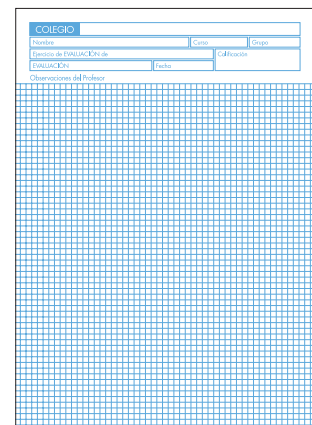 COLEGIO
Nombre Curso Grupo
Ejercicio de EVALUACIÓN de Calificación
EVALUACIÓN Fecha
Observaciones del Profesor